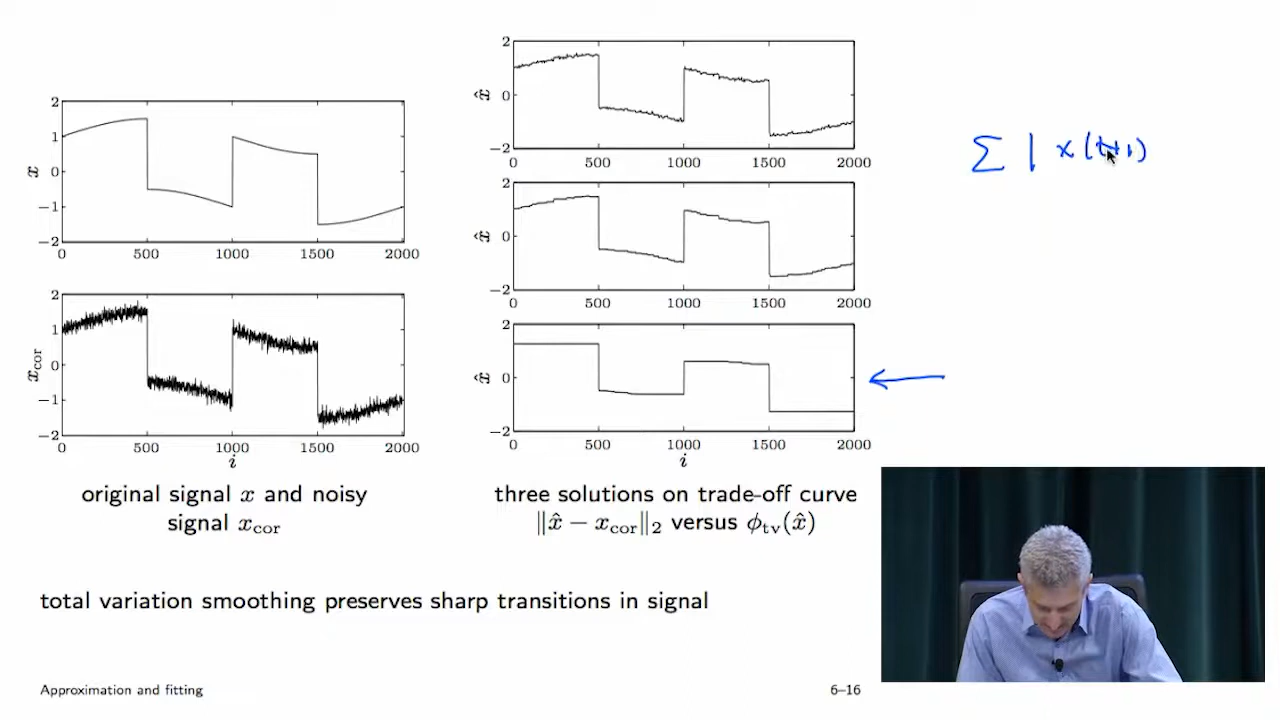 2
1
0
−1
−2
x
0 500 1000 1500 2000
2
1
0
−1
−2
x_cor
0 500 1000 1500 2000
i
original signal x and noisy
signal x_cor
2
0
−2
x̂
0 500 1000 1500 2000
2
0
−2
x̂
0 500 1000 1500 2000
2
0
−2
x̂
0 500 1000 1500 2000
i
three solutions on trade-off curve
‖x̂ − x_cor‖₂ versus ϕ_tv(x̂)
∑ | x(t+1)
total variation smoothing preserves sharp transitions in signal
Approximation and fitting
6–16